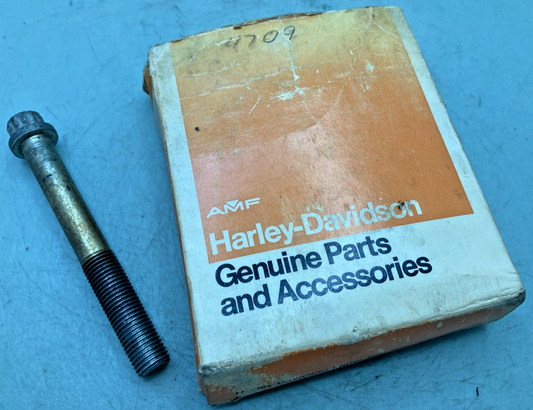 4709
AMF
Harley-Davidson
Genuine Parts
and Accessories